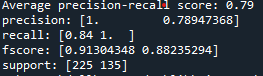 Average precision-recall score: 0.79
precision: [1.         0.78947368]
recall: [0.84 1.  ]
fscore: [0.91304348 0.88235294]
support: [225 135]